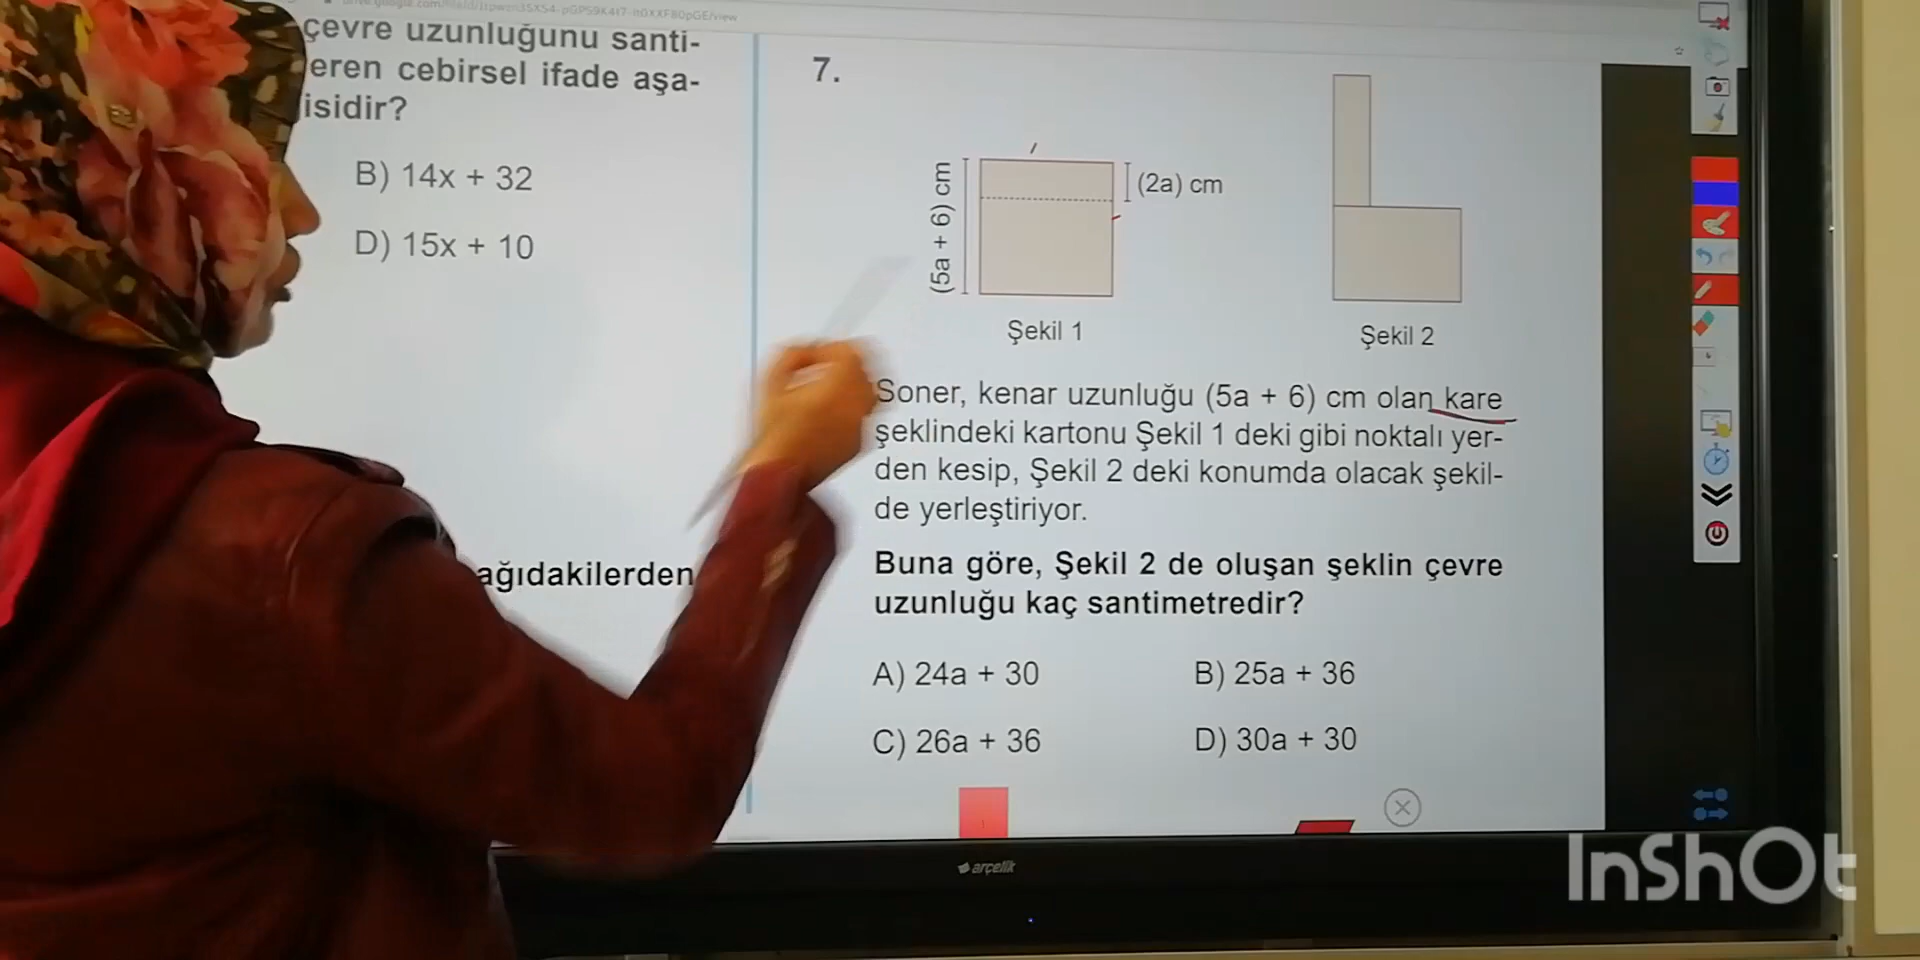 çevre uzunluğunu santi-
eren cebirsel ifade aşa-
isidir?
B) 14x + 32
D) 15x + 10
ağıdakilerden
7.
(5a + 6) cm
(2a) cm
Şekil 1
Şekil 2
Soner, kenar uzunluğu (5a + 6) cm olan kare
şeklindeki kartonu Şekil 1 deki gibi noktalı yer-
den kesip, Şekil 2 deki konumda olacak şekil-
de yerleştiriyor.
Buna göre, Şekil 2 de oluşan şeklin çevre
uzunluğu kaç santimetredir?
A) 24a + 30
B) 25a + 36
C) 26a + 36
D) 30a + 30
arçelik
InShOt